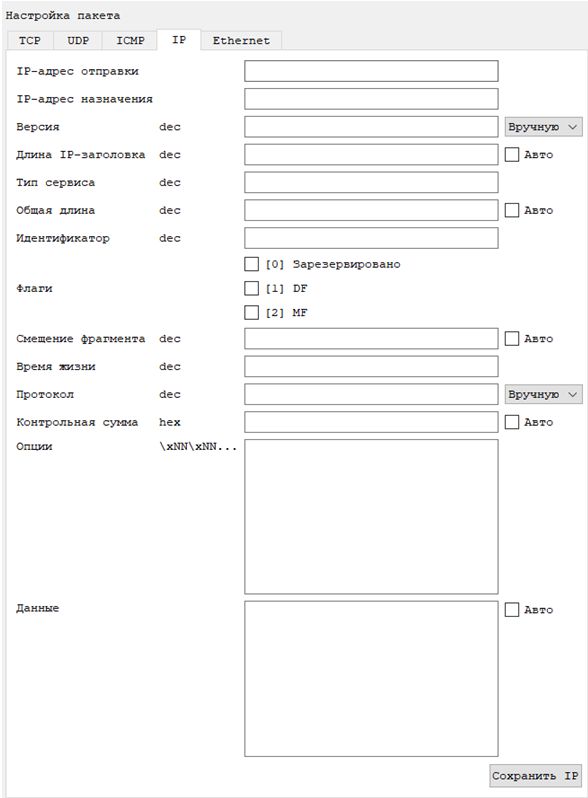 Настройка пакета
TCP UDP ICMP IP Ethernet
IP-адрес отправки
IP-адрес назначения
Версия dec Вручную
Длина IP-заголовка dec Авто
Тип сервиса dec
Общая длина dec Авто
Идентификатор dec
[0] Зарезервировано
Флаги [1] DF
[2] MF
Смещение фрагмента dec Авто
Время жизни dec
Протокол dec Вручную
Контрольная сумма hex Авто
Опции \xNN\xNN...
Данные Авто
Сохранить IP